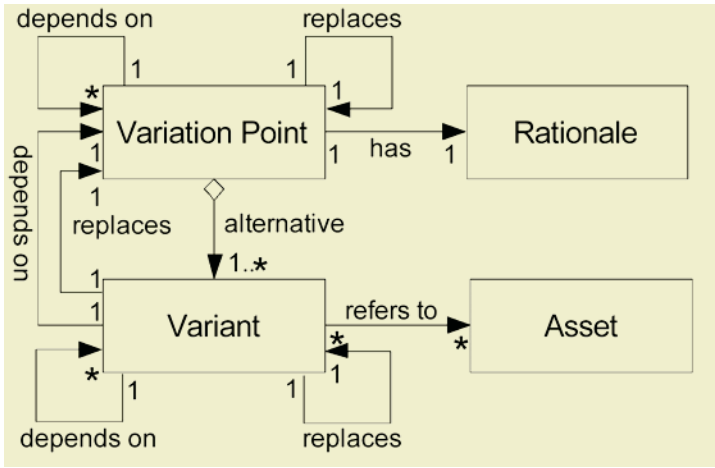 depends on
replaces
1
1
*
1
Variation Point
Rationale
1
1
has
1
depends on
1
replaces
alternative
1..*
1
1
Variant
refers to
*
*
Asset
*
1
1
1
depends on
replaces